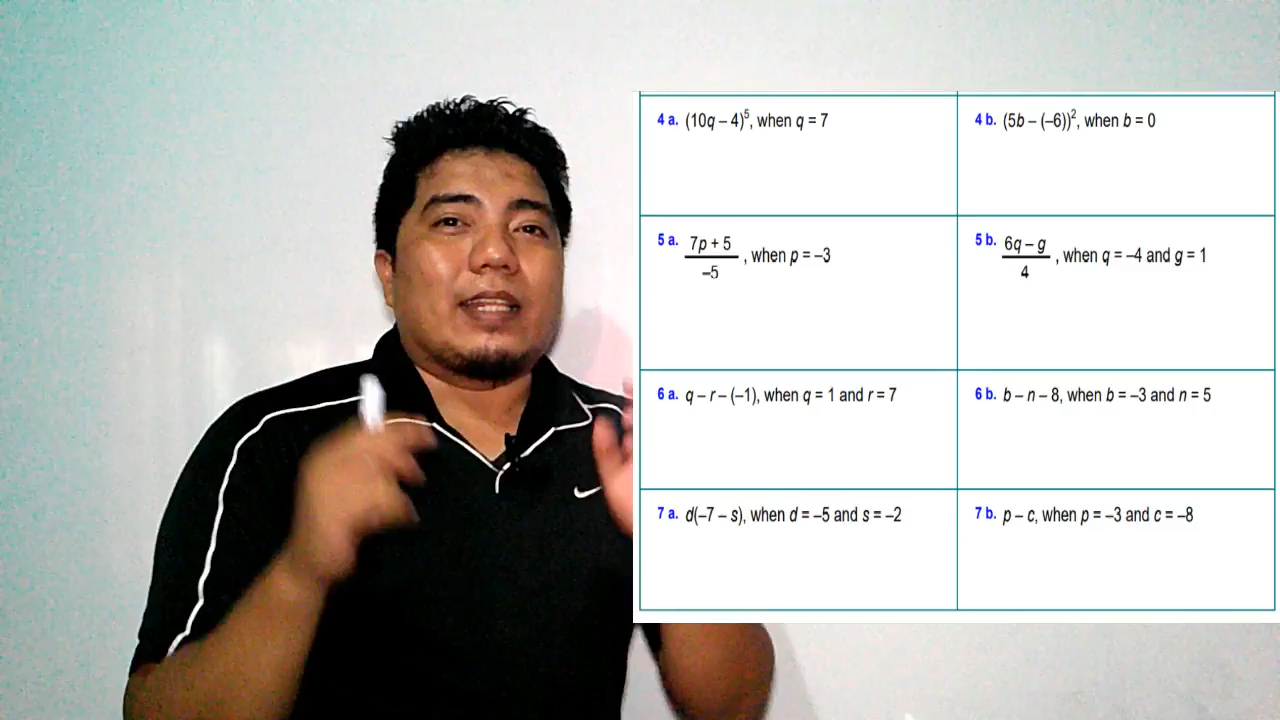 4 a. (10q – 4)⁵, when q = 7
4 b. (5b – (–6))², when b = 0
5 a. 7p + 5
–5
, when p = –3
5 b. 6q – g
4
, when q = –4 and g = 1
6 a. q – r – (–1), when q = 1 and r = 7
6 b. b – n – 8, when b = –3 and n = 5
7 a. d(–7 – s), when d = –5 and s = –2
7 b. p – c, when p = –3 and c = –8